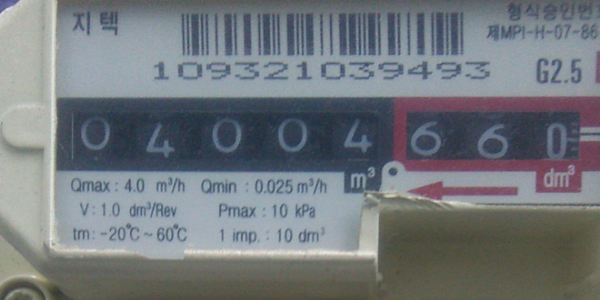 지텍
형식승인번호
제MPI-H-07-86
109321039493
G2.5
04004 660
m³
dm³
Qmax : 4.0 m³/h Qmin : 0.025 m³/h
V : 1.0 dm³/Rev Pmax : 10 kPa
tm: -20℃ ~ 60℃ 1 imp. : 10 dm³